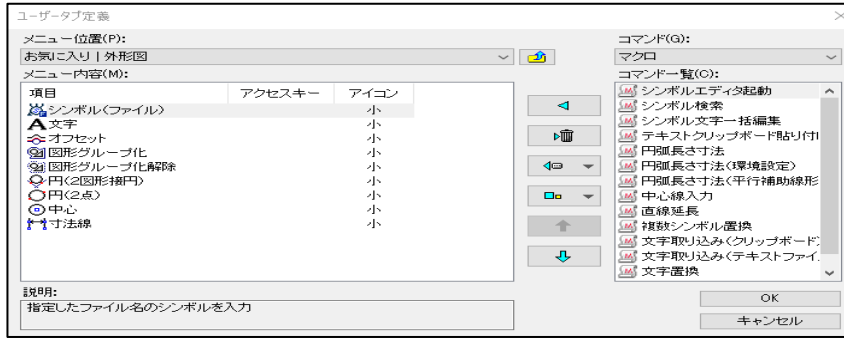 ユーザータブ定義
メニュー位置(P):
お気に入り | 外形図
メニュー内容(M):
項目 アクセスキー アイコン
シンボル(ファイル) 小
文字 小
オフセット 小
図形グループ化 小
図形グループ化解除 小
円(2図形接円) 小
円(2点) 小
中心 小
寸法線 小
説明:
指定したファイル名のシンボルを入力
コマンド(G):
マクロ
コマンド一覧(C):
シンボルエディタ起動
シンボル検索
シンボル文字一括編集
テキストクリップボード貼り付け
円弧長さ寸法
円弧長さ寸法(環境設定)
円弧長さ寸法(平行補助線形
中心線入力
直線延長
複数シンボル置換
文字取り込み(クリップボード)
文字取り込み(テキストファイ
文字置換
OK
キャンセル